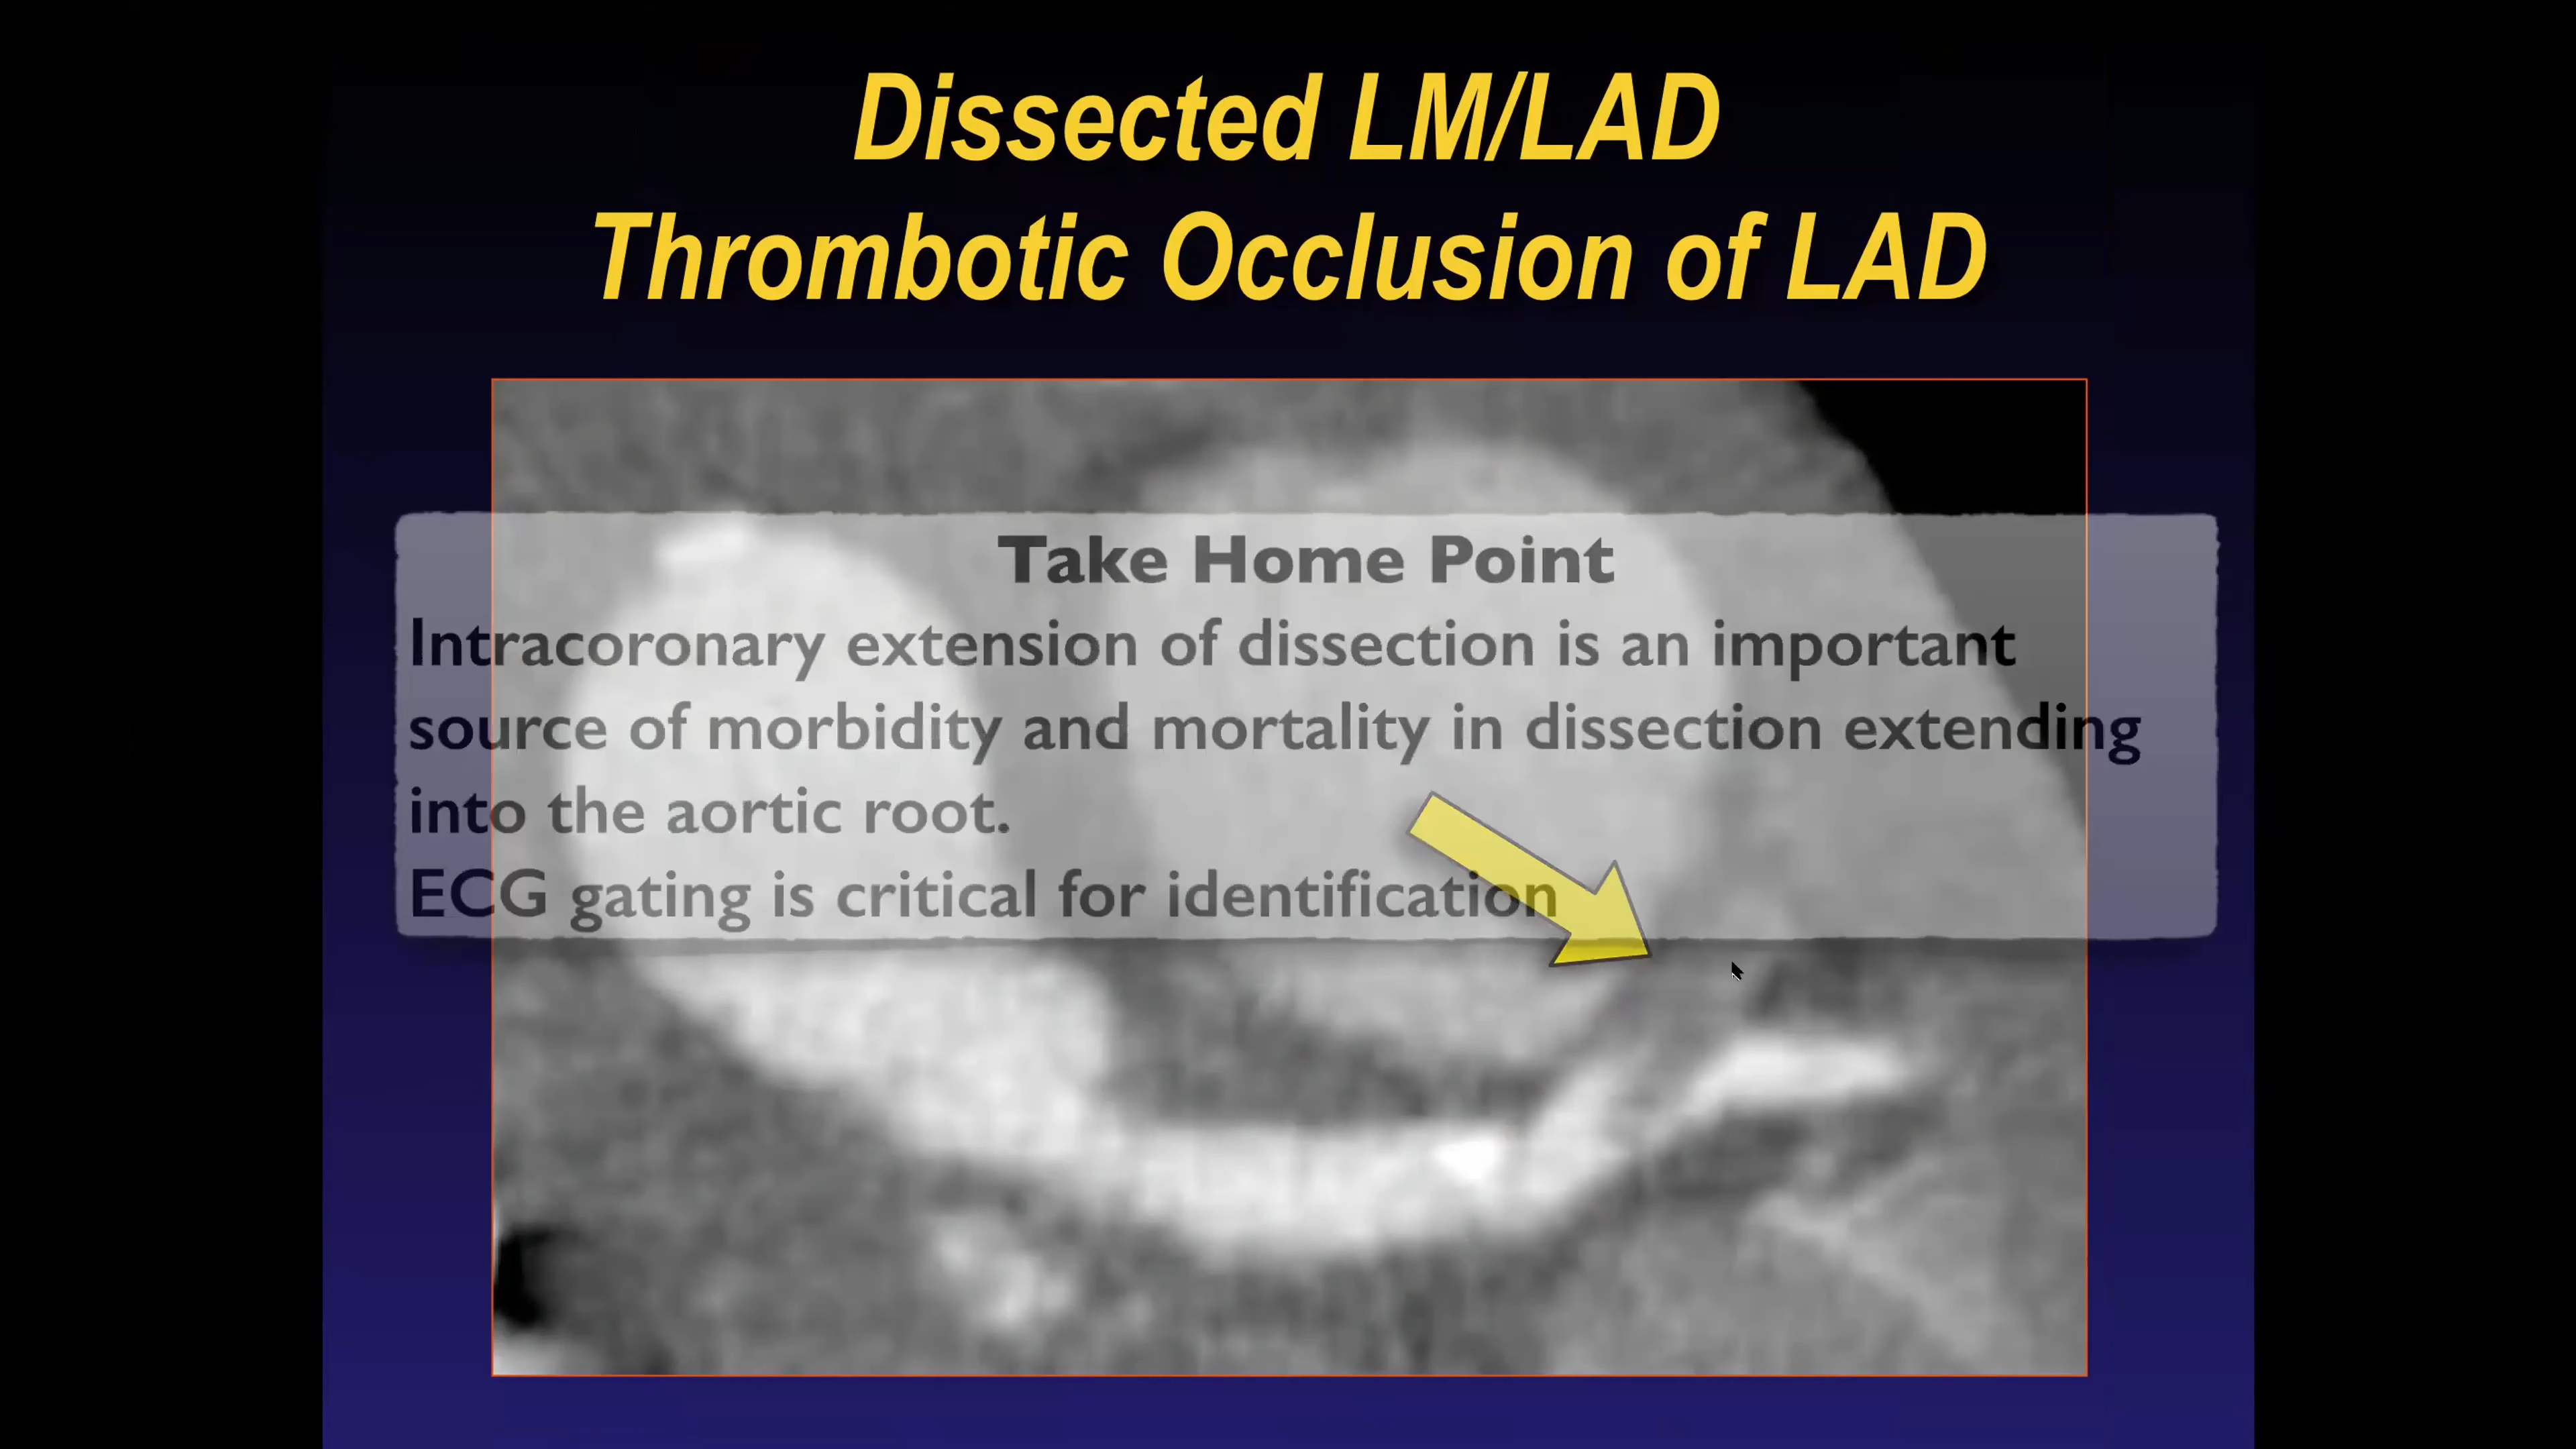 Dissected LM/LAD
Thrombotic Occlusion of LAD
Take Home Point
Intracoronary extension of dissection is an important
source of morbidity and mortality in dissection extending
into the aortic root.
ECG gating is critical for identification